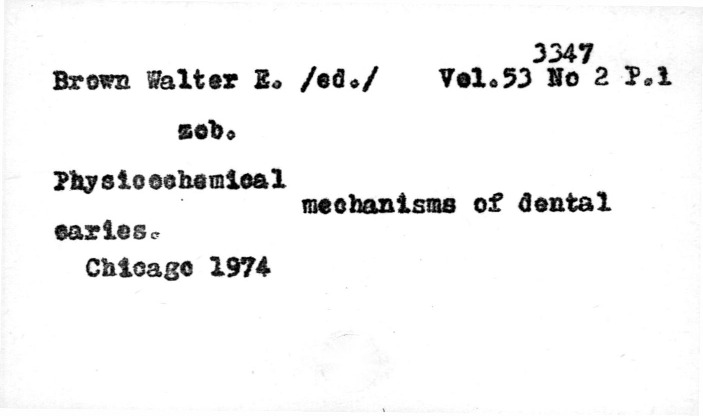 3347
Brown Walter E. /ed./ Vol.53 No 2 P.1
zob.
Physicochemical
mechanisms of dental
caries.
Chicago 1974